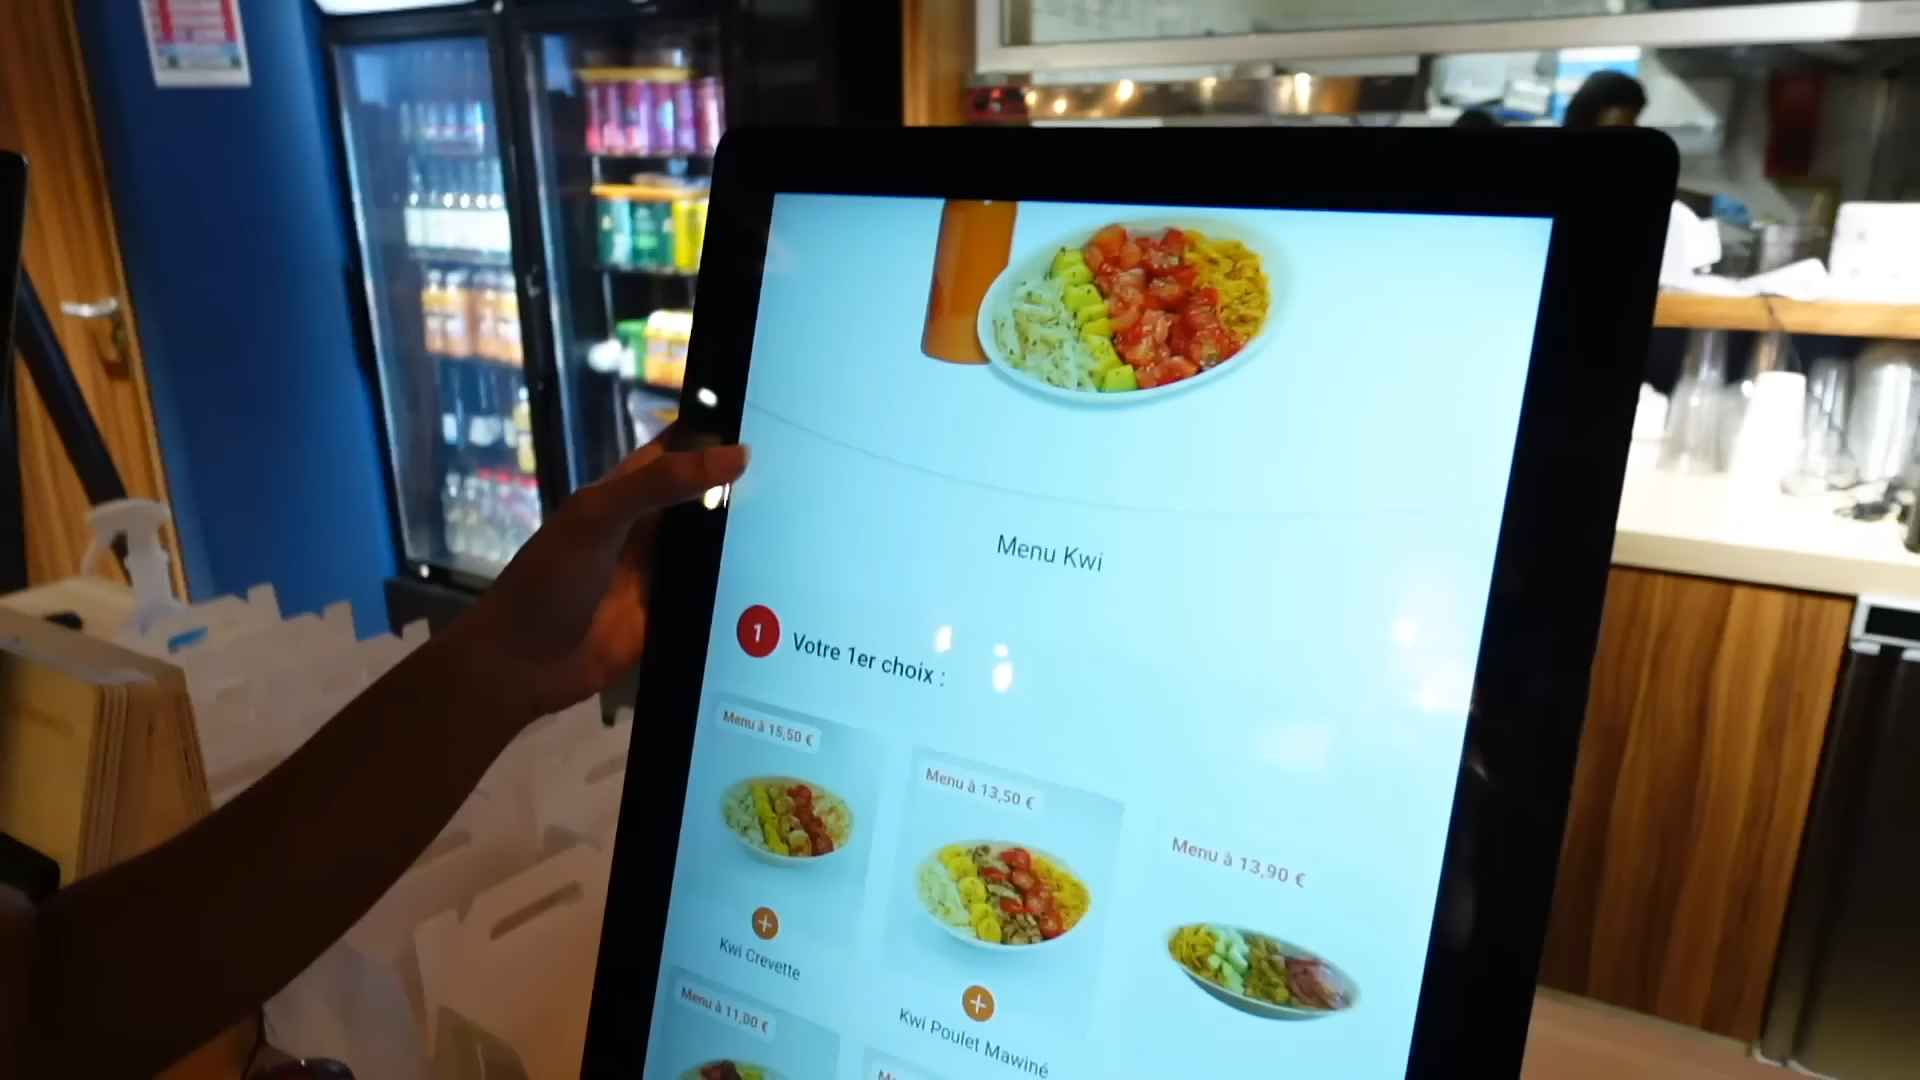 Menu Kwi
1
Votre 1er choix :
Menu à 15,50 €
Menu à 13,50 €
Menu à 13,90 €
Kwi Crevette
Kwi Poulet Mawiné
Menu à 11,00 €